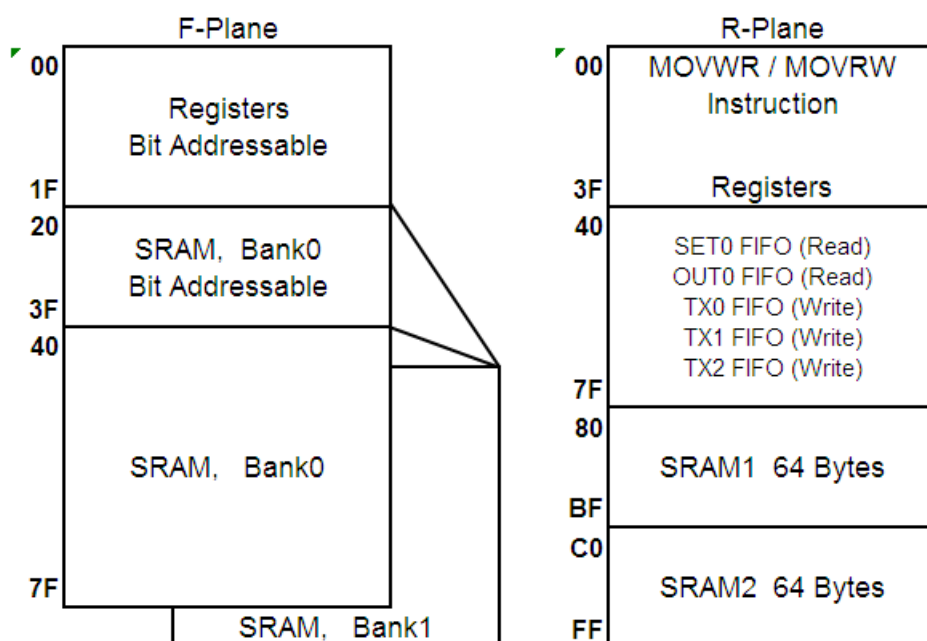 F-Plane
00
Registers
Bit Addressable
1F
20
SRAM, Bank0
Bit Addressable
3F
40
SRAM, Bank0
7F
SRAM, Bank1
R-Plane
00
MOVWR / MOVRW
Instruction
3F
Registers
40
SET0 FIFO (Read)
OUT0 FIFO (Read)
TX0 FIFO (Write)
TX1 FIFO (Write)
TX2 FIFO (Write)
7F
80
SRAM1 64 Bytes
BF
C0
SRAM2 64 Bytes
FF